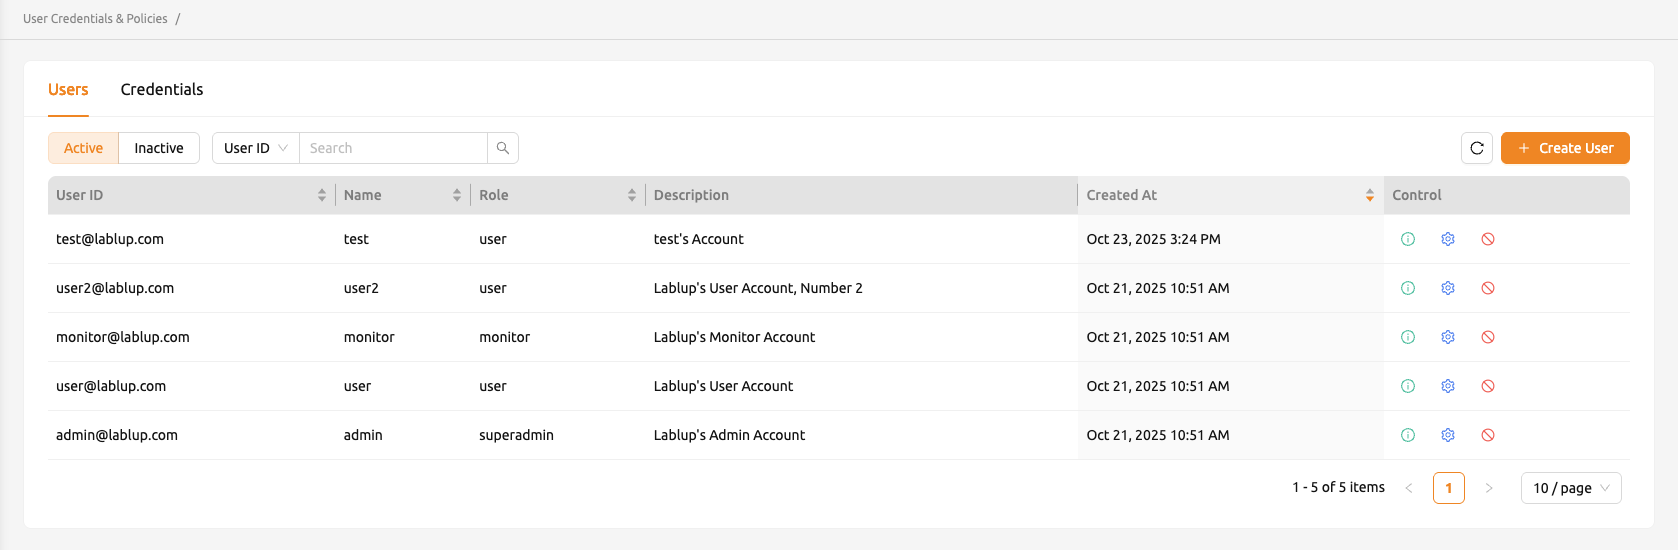 User Credentials & Policies /
Users Credentials
Active Inactive User ID Search Create User
User ID Name Role Description Created At Control
test@lablup.com test user test's Account Oct 23, 2025 3:24 PM
user2@lablup.com user2 user Lablup's User Account, Number 2 Oct 21, 2025 10:51 AM
monitor@lablup.com monitor monitor Lablup's Monitor Account Oct 21, 2025 10:51 AM
user@lablup.com user user Lablup's User Account Oct 21, 2025 10:51 AM
admin@lablup.com admin superadmin Lablup's Admin Account Oct 21, 2025 10:51 AM
1 - 5 of 5 items < 1 > 10 / page